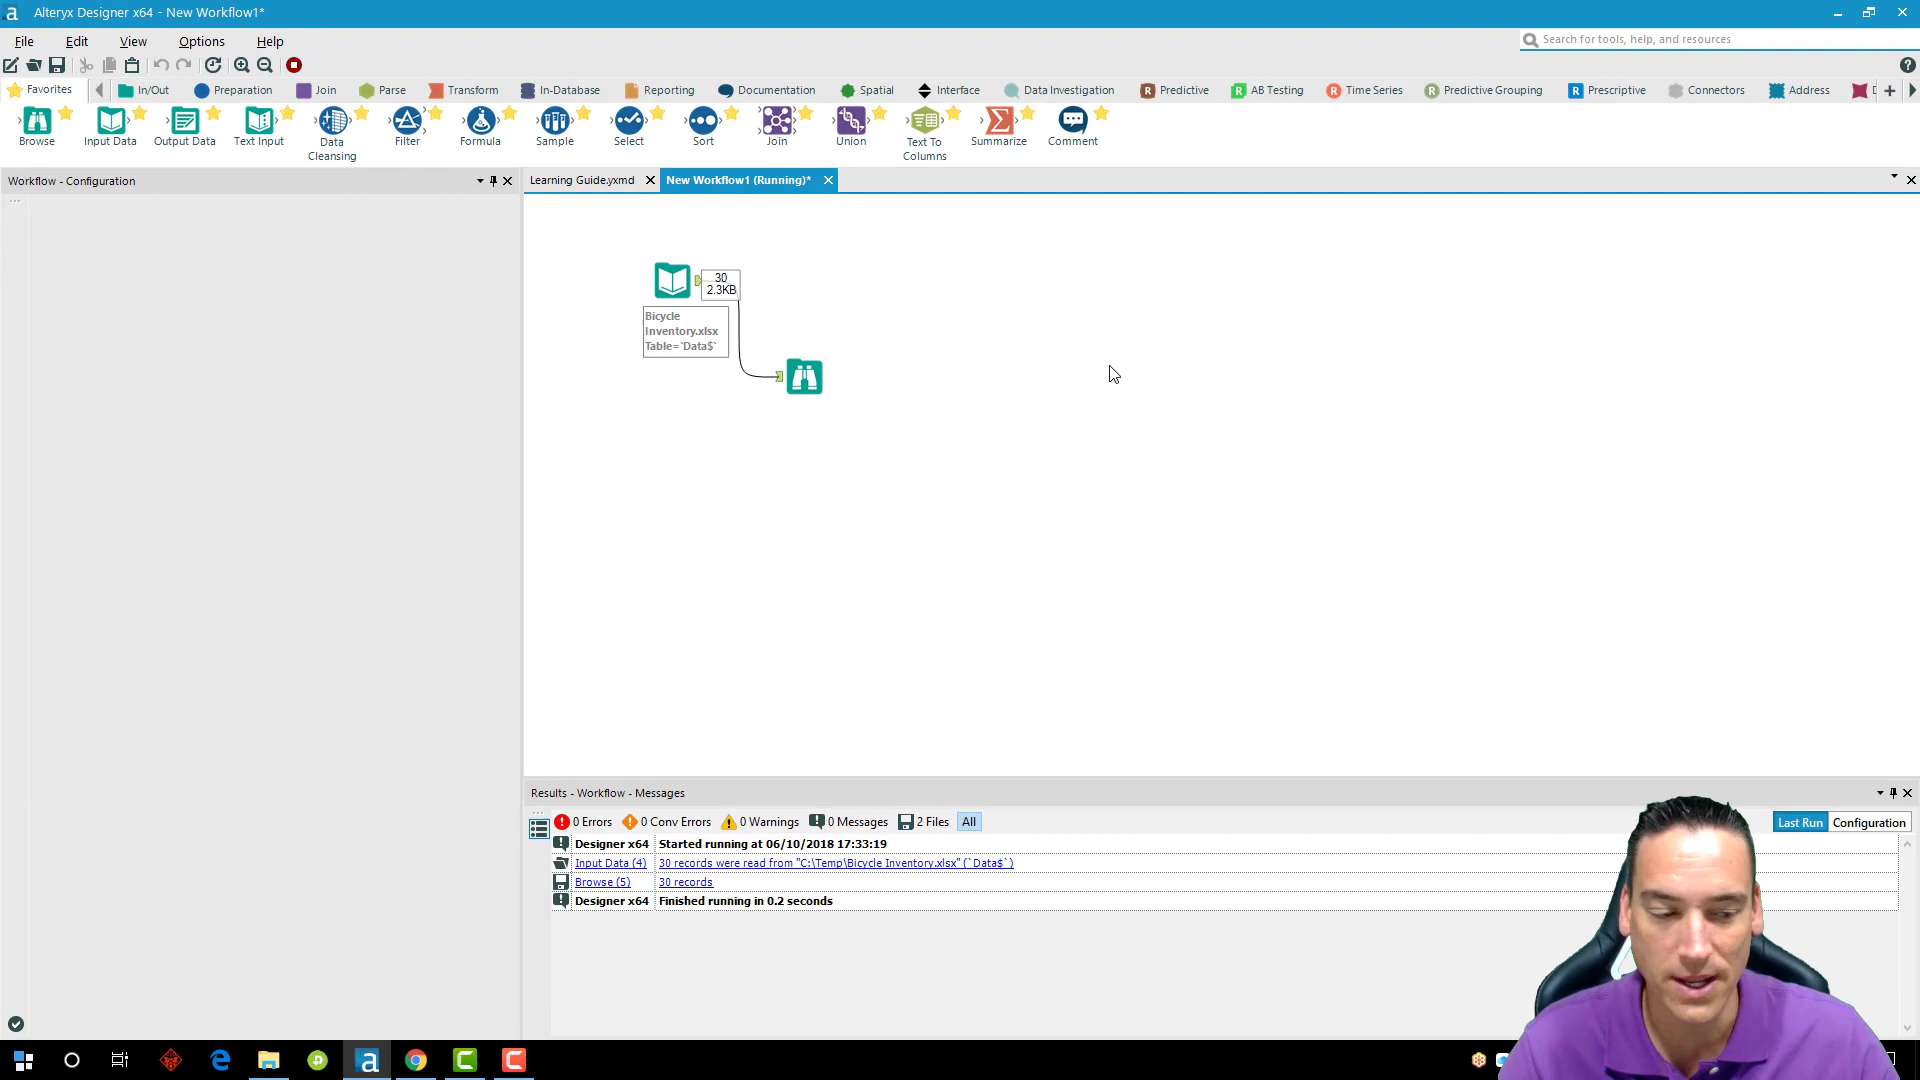 Alteryx Designer x64 - New Workflow1*
File Edit View Options Help
Search for tools, help, and resources
Favorites In/Out Preparation Join Parse Transform In-Database Reporting Documentation Spatial Interface Data Investigation Predictive AB Testing Time Series Predictive Grouping Prescriptive Connectors Address
Browse Input Data Output Data Text Input Data Cleansing Filter Formula Sample Select Sort Join Union Text To Columns Summarize Comment
Workflow - Configuration
Learning Guide.yxmd New Workflow1 (Running)*
30
2.3KB
Bicycle
Inventory.xlsx
Table=`Data$`
Results - Workflow - Messages
0 Errors 0 Conv Errors 0 Warnings 0 Messages 2 Files All Last Run Configuration
Designer x64 Started running at 06/10/2018 17:33:19
Input Data (4) 30 records were read from "C:\Temp\Bicycle Inventory.xlsx" (`Data$`)
Browse (5) 30 records
Designer x64 Finished running in 0.2 seconds